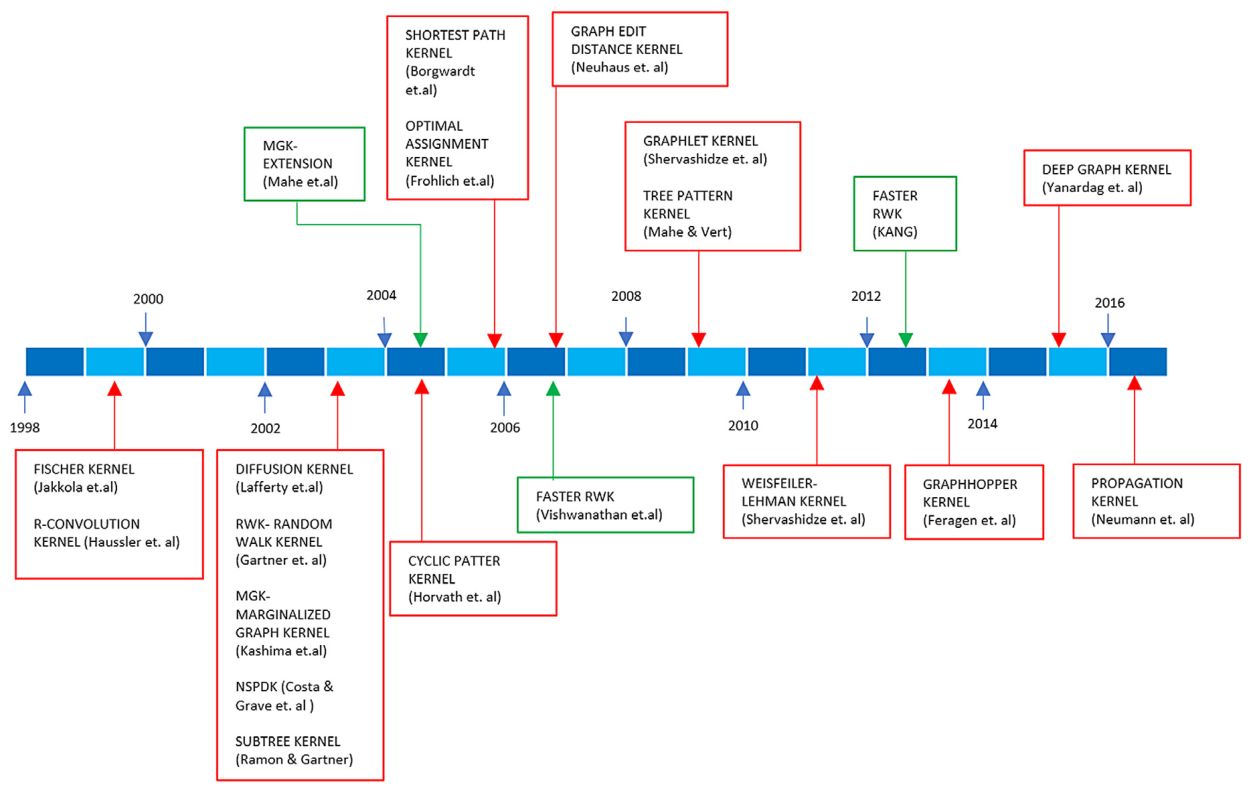 SHORTEST PATH
KERNEL
(Borgwardt
et.al)
OPTIMAL
ASSIGNMENT
KERNEL
(Frohlich et.al)
GRAPH EDIT
DISTANCE KERNEL
(Neuhaus et. al)
MGK-
EXTENSION
(Mahe et.al)
GRAPHLET KERNEL
(Shervashidze et. al)
TREE PATTERN
KERNEL
(Mahe & Vert)
FASTER
RWK
(KANG)
DEEP GRAPH KERNEL
(Yanardag et. al)
2000
2004
2008
2012
2016
1998
2002
2006
2010
2014
FISCHER KERNEL
(Jakkola et.al)
R-CONVOLUTION
KERNEL (Haussler et. al)
DIFFUSION KERNEL
(Lafferty et.al)
RWK- RANDOM
WALK KERNEL
(Gartner et. al)
MGK-
MARGINALIZED
GRAPH KERNEL
(Kashima et.al)
NSPDK (Costa &
Grave et. al )
SUBTREE KERNEL
(Ramon & Gartner)
CYCLIC PATTER
KERNEL
(Horvath et. al)
FASTER RWK
(Vishwanathan et.al)
WEISFEILER-
LEHMAN KERNEL
(Shervashidze et. al)
GRAPHHOPPER
KERNEL
(Feragen et. al)
PROPAGATION
KERNEL
(Neumann et. al)